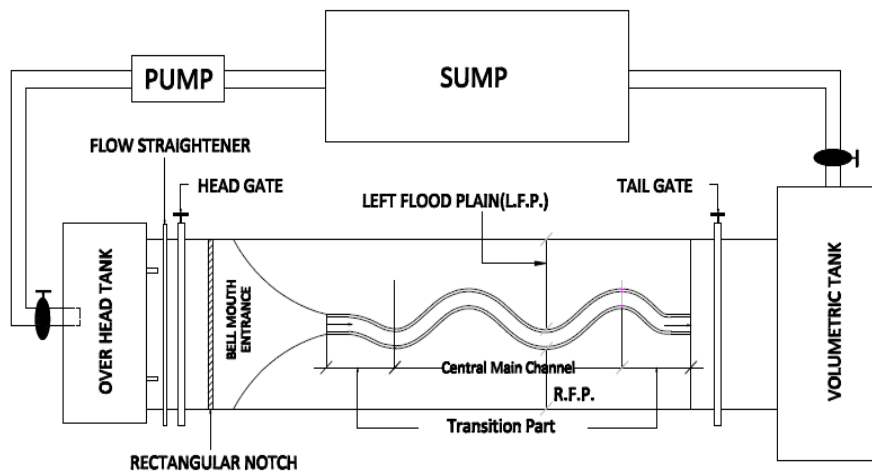 PUMP
SUMP
FLOW STRAIGHTENER
HEAD GATE
LEFT FLOOD PLAIN(L.F.P.)
TAIL GATE
OVER HEAD TANK
BELL MOUTH
ENTRANCE
VOLUMETRIC TANK
Central Main Channel
R.F.P.
Transition Part
RECTANGULAR NOTCH